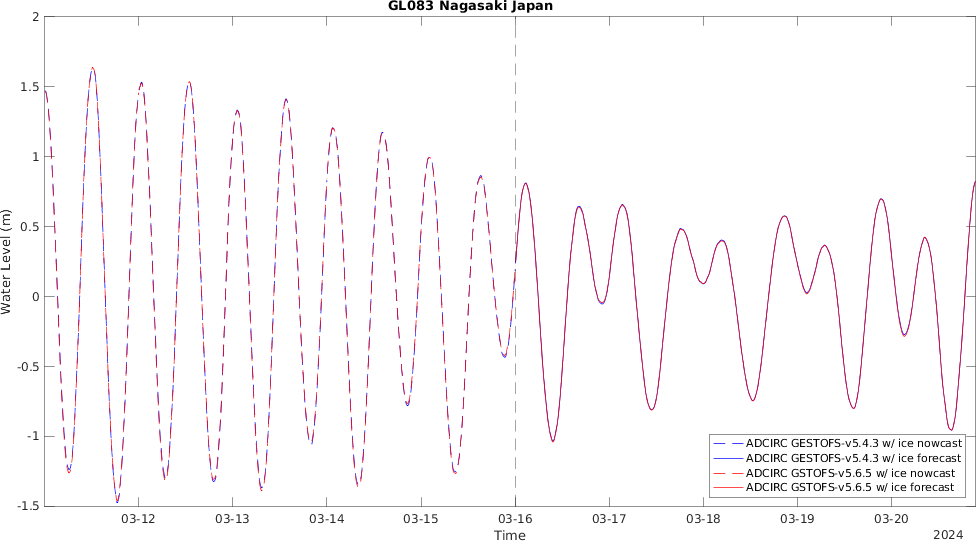 GL083 Nagasaki Japan
2
1.5
1
0.5
0
-0.5
-1
-1.5
Water Level (m)
03-12 03-13 03-14 03-15 03-16 03-17 03-18 03-19 03-20
Time
2024
ADCIRC GESTOFS-v5.4.3 w/ ice nowcast
ADCIRC GESTOFS-v5.4.3 w/ ice forecast
ADCIRC GSTOFS-v5.6.5 w/ ice nowcast
ADCIRC GSTOFS-v5.6.5 w/ ice forecast